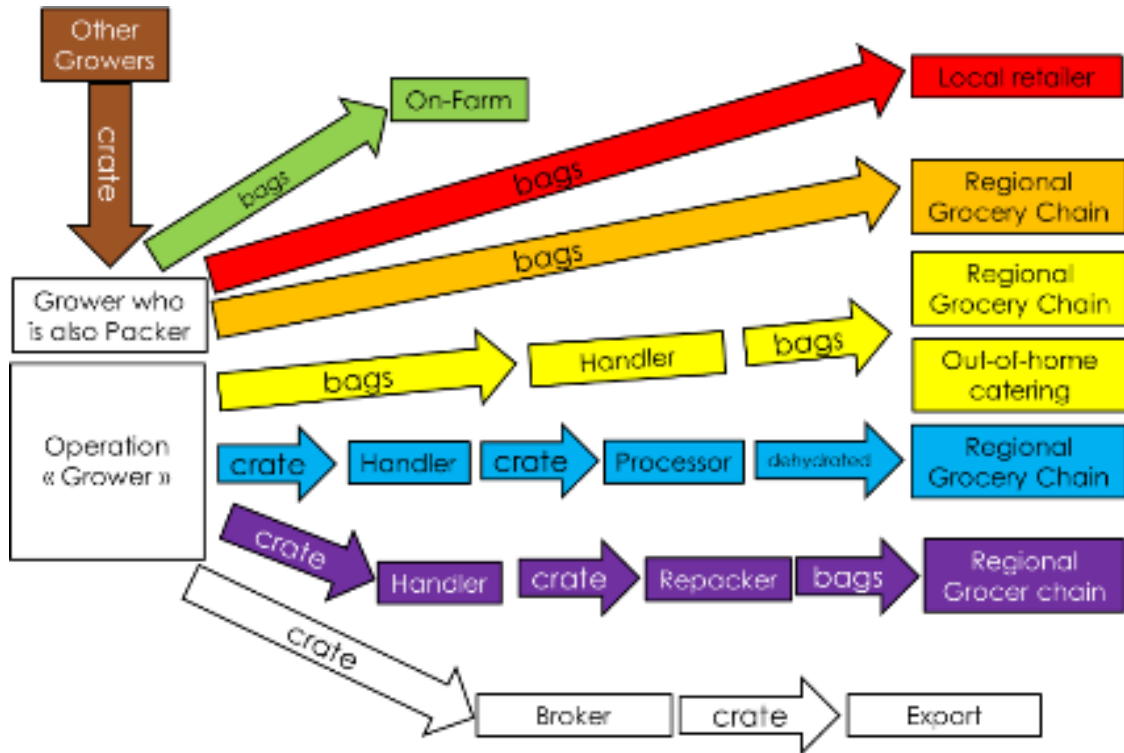 Other
Growers
crate
On-Farm
bags
Local retailer
bags
Regional
Grocery Chain
bags
Grower who
is also Packer
Regional
Grocery Chain
bags
Handler
bags
Out-of-home
catering
Operation
« Grower »
crate
Handler
crate
Processor
dehydrated
Regional
Grocery Chain
crate
Handler
crate
Repacker
bags
Regional
Grocer chain
crate
Broker
crate
Export